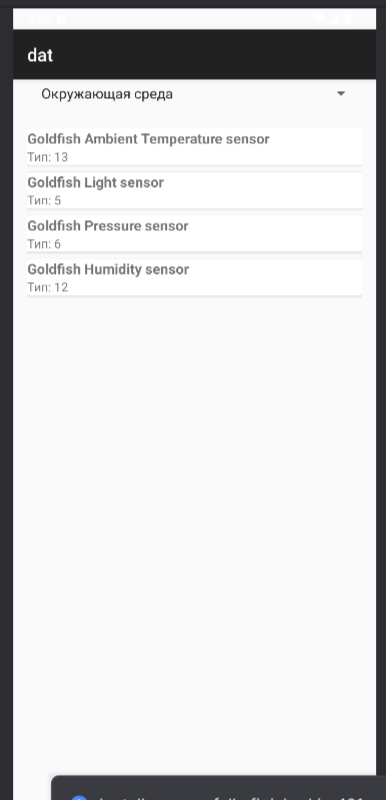 dat
Окружающая среда
Goldfish Ambient Temperature sensor
Тип: 13
Goldfish Light sensor
Тип: 5
Goldfish Pressure sensor
Тип: 6
Goldfish Humidity sensor
Тип: 12